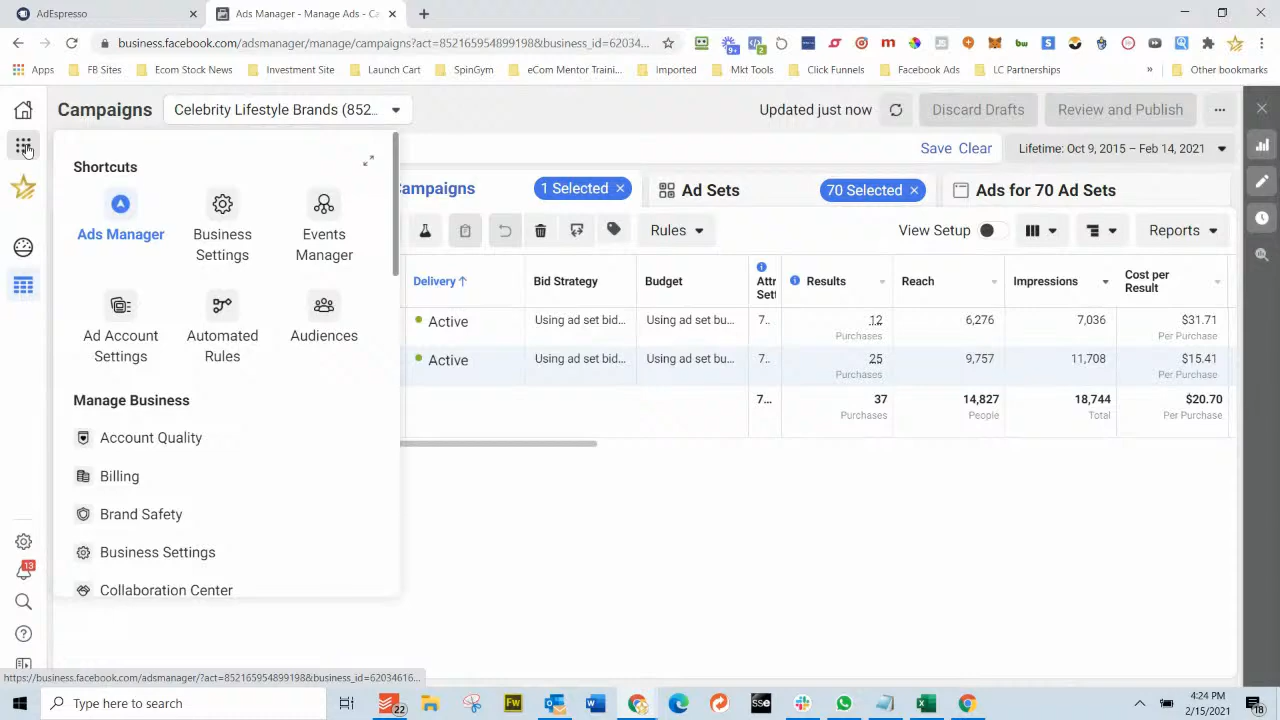 AdEspresso
Ads Manager - Manage Ads - Ca
business.facebook.com/adsmanager/manage/campaigns?act=852165954899198&business_id=62034...
9+
2
Apps
FB Sites
Ecom Stock News
Investment Site
Launch Cart
SpinGym
eCom Mentor Traini...
Imported
Mkt Tools
Click Funnels
Facebook Ads
LC Partnerships
»
Other bookmarks
Campaigns
Celebrity Lifestyle Brands (852...
Updated just now
Discard Drafts
Review and Publish
Save Clear
Lifetime: Oct 9, 2015 – Feb 14, 2021
Shortcuts
Ads Manager
Business Settings
Events Manager
Ad Account Settings
Automated Rules
Audiences
Manage Business
Account Quality
Billing
Brand Safety
Business Settings
Collaboration Center
Campaigns
1 Selected ×
Ad Sets
70 Selected ×
Ads for 70 Ad Sets
Rules
View Setup
Reports
Delivery ↑
Bid Strategy
Budget
Attr
Sett
Results
Reach
Impressions
Cost per Result
Active
Using ad set bid...
Using ad set bu...
7..
12
Purchases
6,276
7,036
$31.71
Per Purchase
Active
Using ad set bid...
Using ad set bu...
7..
25
Purchases
9,757
11,708
$15.41
Per Purchase
7...
37
Purchases
14,827
People
18,744
Total
$20.70
Per Purchase
13
https://business.facebook.com/adsmanager/?act=852165954899198&business_id=62034616...
Type here to search
22
Fw
W
sse
X
4:24 PM
2/15/2021
18